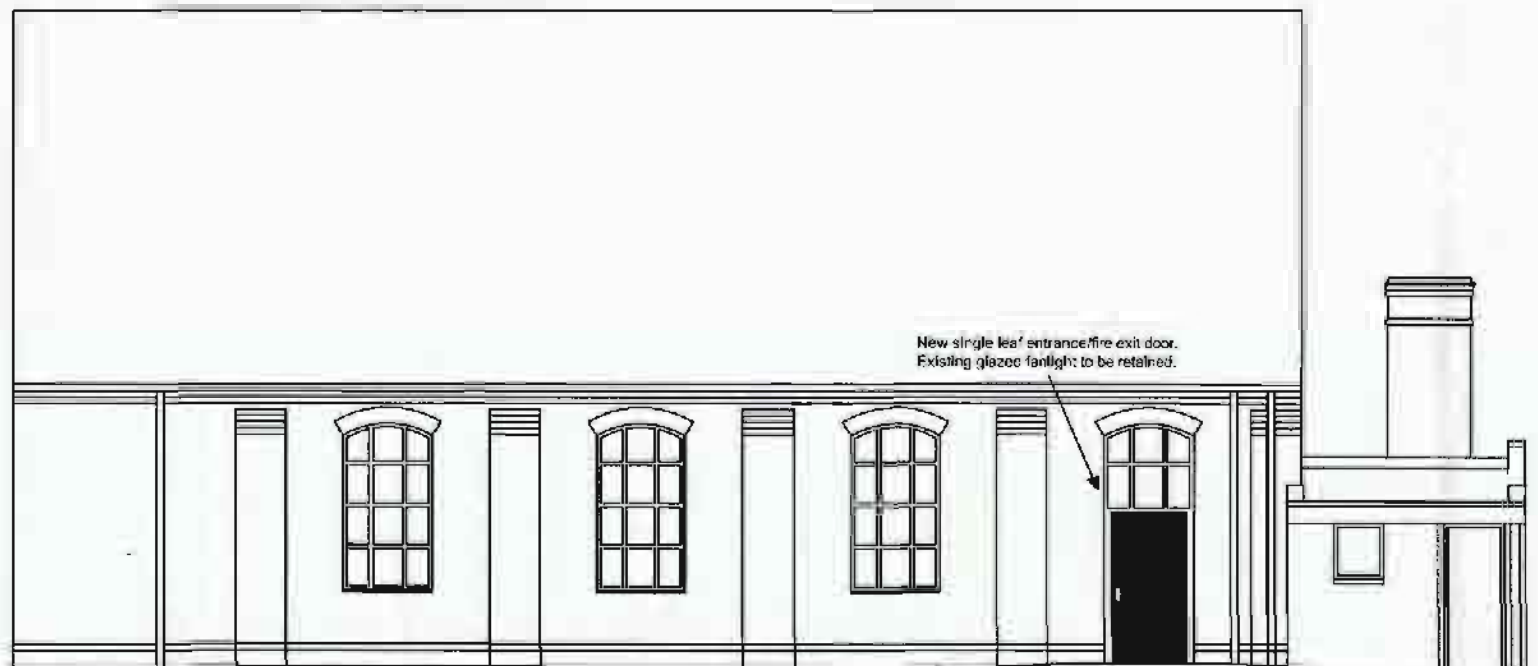 New single leaf entrance/fire exit door.
Existing glazed fanlight to be retained.